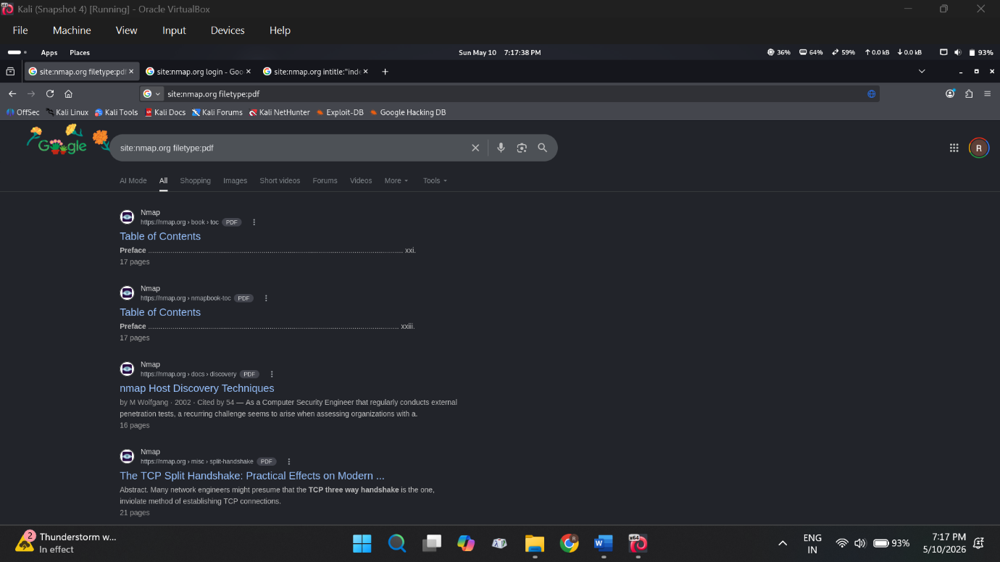 Kali (Snapshot 4) [Running] - Oracle VirtualBox
File Machine View Input Devices Help
Apps Places Sun May 10 7:17:38 PM 36% 64% 59% 0.0 kB 0.0 kB 93%
site:nmap.org filetype:pdf site:nmap.org login - Goo site:nmap.org intitle:"inde
site:nmap.org filetype:pdf
OffSec Kali Linux Kali Tools Kali Docs Kali Forums Kali NetHunter Exploit-DB Google Hacking DB
Google
site:nmap.org filetype:pdf
R
AI Mode All Shopping Images Short videos Forums Videos More Tools
Nmap
https://nmap.org › book › toc PDF
Table of Contents
Preface ................................................................................................................. xxi.
17 pages
Nmap
https://nmap.org › nmapbook-toc PDF
Table of Contents
Preface ............................................................................................................... xxiii.
17 pages
Nmap
https://nmap.org › docs › discovery PDF
nmap Host Discovery Techniques
by M Wolfgang · 2002 · Cited by 54 — As a Computer Security Engineer that regularly conducts external
penetration tests, a recurring challenge seems to arise when assessing organizations with a.
16 pages
Nmap
https://nmap.org › misc › split-handshake PDF
The TCP Split Handshake: Practical Effects on Modern ...
Abstract. Many network engineers might presume that the TCP three way handshake is the one,
inviolate method of establishing TCP connections.
21 pages
2
Thunderstorm w...
In effect
R
W
x64
ENG
IN
93%
7:17 PM
5/10/2026